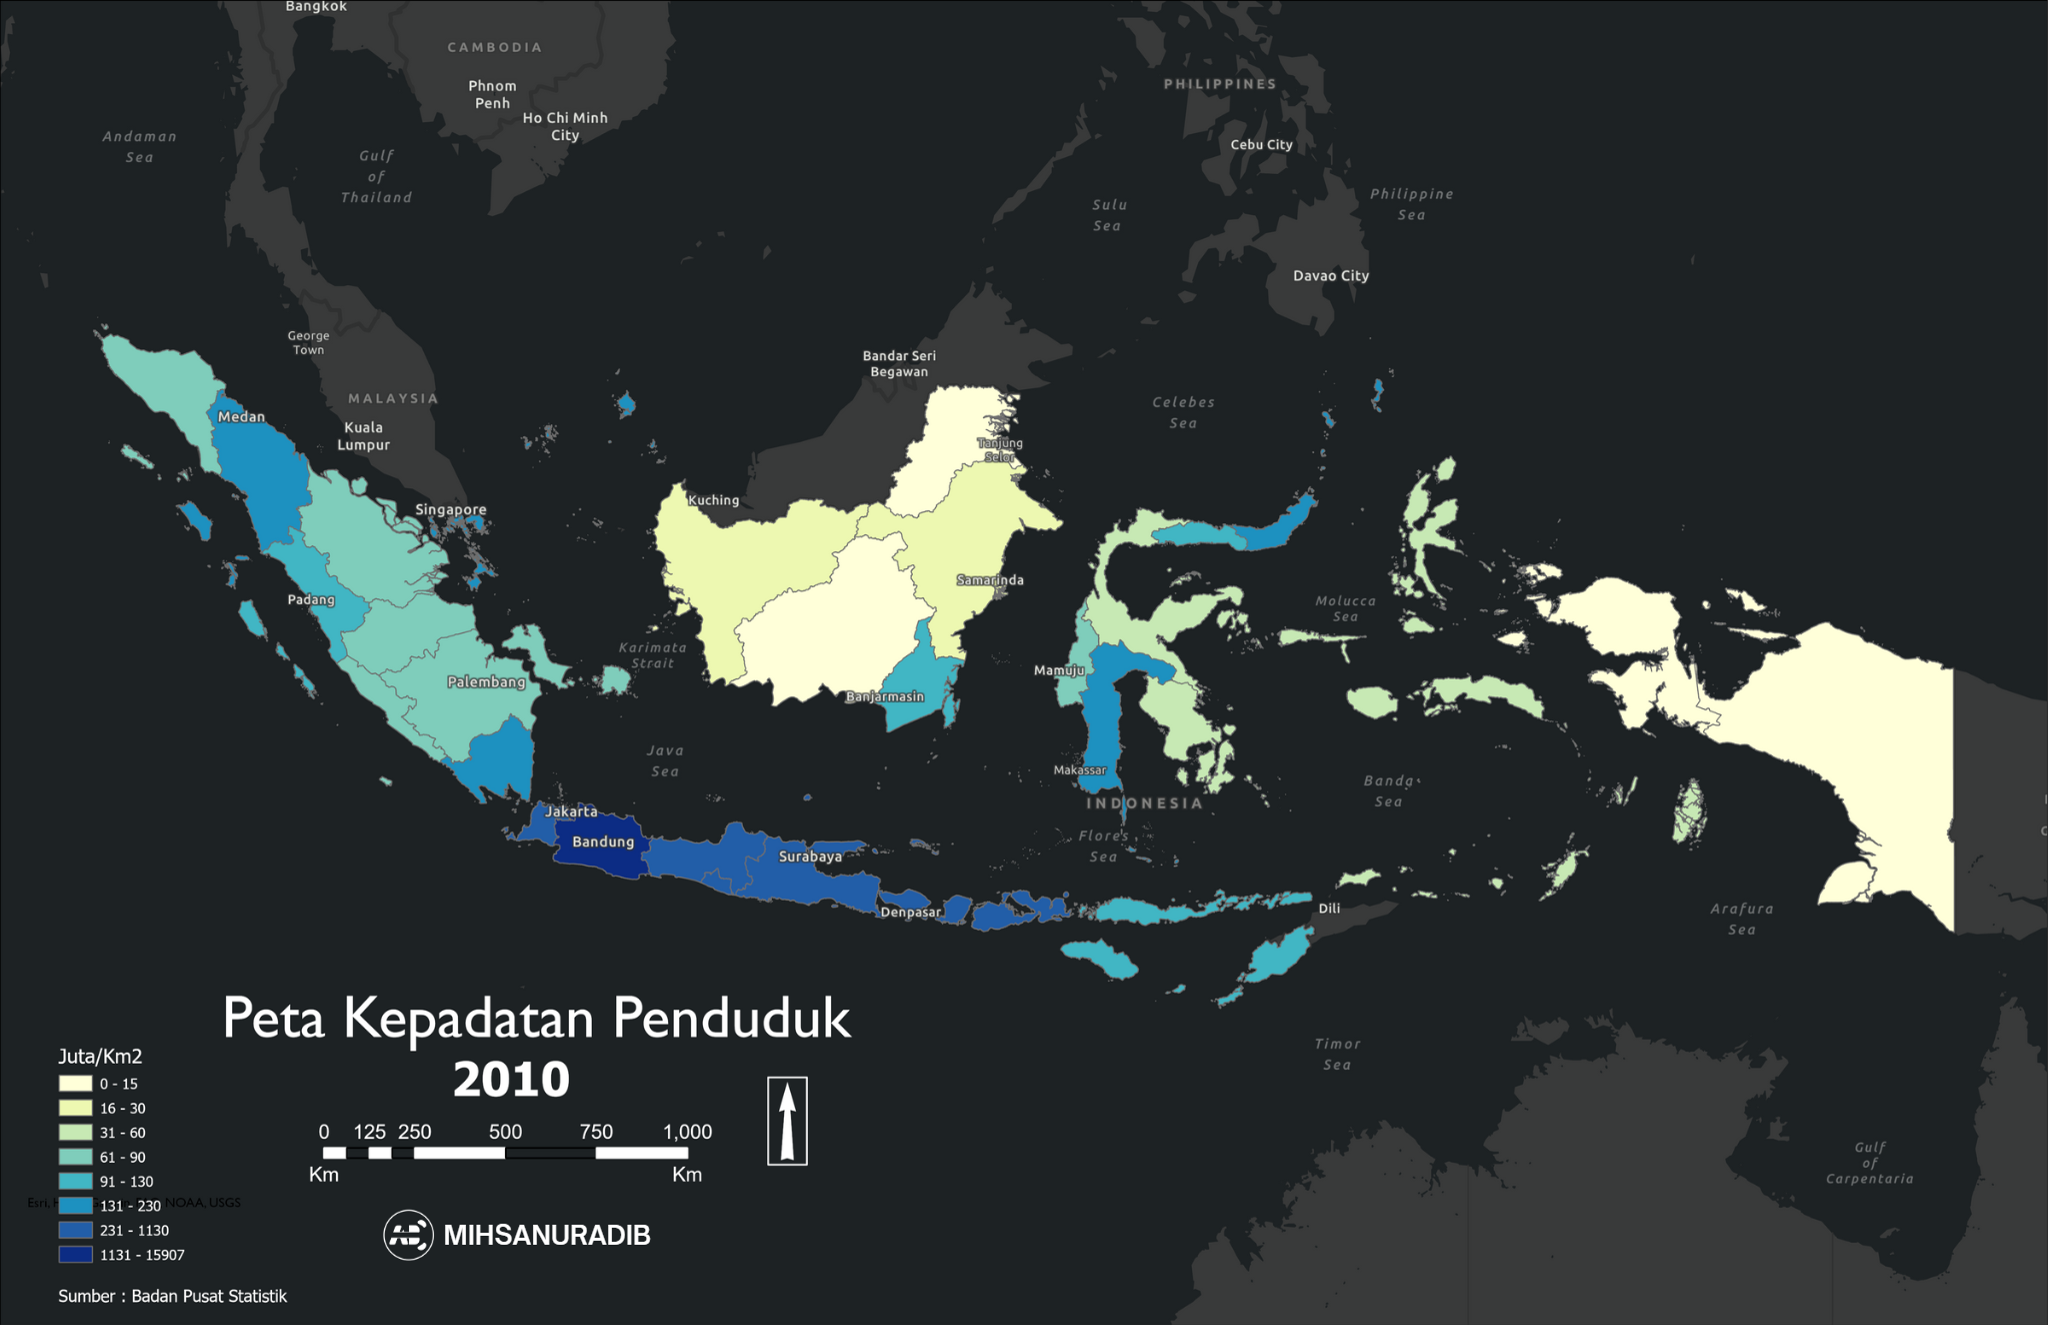 Bangkok
CAMBODIA
Phnom
Penh
Ho Chi Minh
City
Andaman
Sea
Gulf
of
Thailand
PHILIPPINES
Cebu City
Sulu
Sea
Philippine
Sea
Davao City
George
Town
MALAYSIA
Kuala
Lumpur
Medan
Singapore
Bandar Seri
Begawan
Celebes
Sea
Tanjung
Selor
Kuching
Samarinda
Padang
Molucca
Sea
Karimata
Strait
Palembang
Banjarmasin
Mamuju
Java
Sea
Makassar
INDONESIA
Banda
Sea
Jakarta
Bandung
Surabaya
Flores
Sea
Denpasar
Dili
Arafura
Sea
Timor
Sea
Gulf
of
Carpentaria
Peta Kepadatan Penduduk
2010
Juta/Km2
0 - 15
16 - 30
31 - 60
61 - 90
91 - 130
131 - 230
231 - 1130
1131 - 15907
Esri, NOAA, USGS
0 125 250 500 750 1,000
Km Km
ABC MIHSANURADIB
Sumber : Badan Pusat Statistik